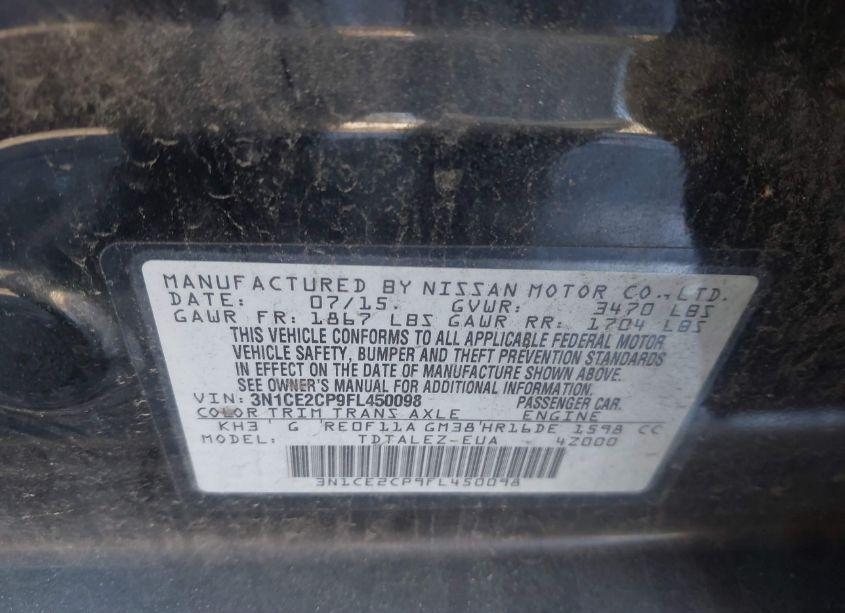 MANUFACTURED BY NISSAN MOTOR CO.,LTD.
DATE: 07/15 GVWR: 3470 LBS
GAWR FR: 1867 LBS GAWR RR: 1704 LBS
THIS VEHICLE CONFORMS TO ALL APPLICABLE FEDERAL MOTOR
VEHICLE SAFETY, BUMPER AND THEFT PREVENTION STANDARDS
IN EFFECT ON THE DATE OF MANUFACTURE SHOWN ABOVE.
SEE OWNER'S MANUAL FOR ADDITIONAL INFORMATION.
VIN: 3N1CE2CP9FL450098 PASSENGER CAR.
COLOR TRIM TRANS AXLE ENGINE
KH3 G RE0F11A GM38 HR16DE 1598 CC
MODEL: TDTALEZ-EUA 4Z000
3N1CE2CP9FL450098